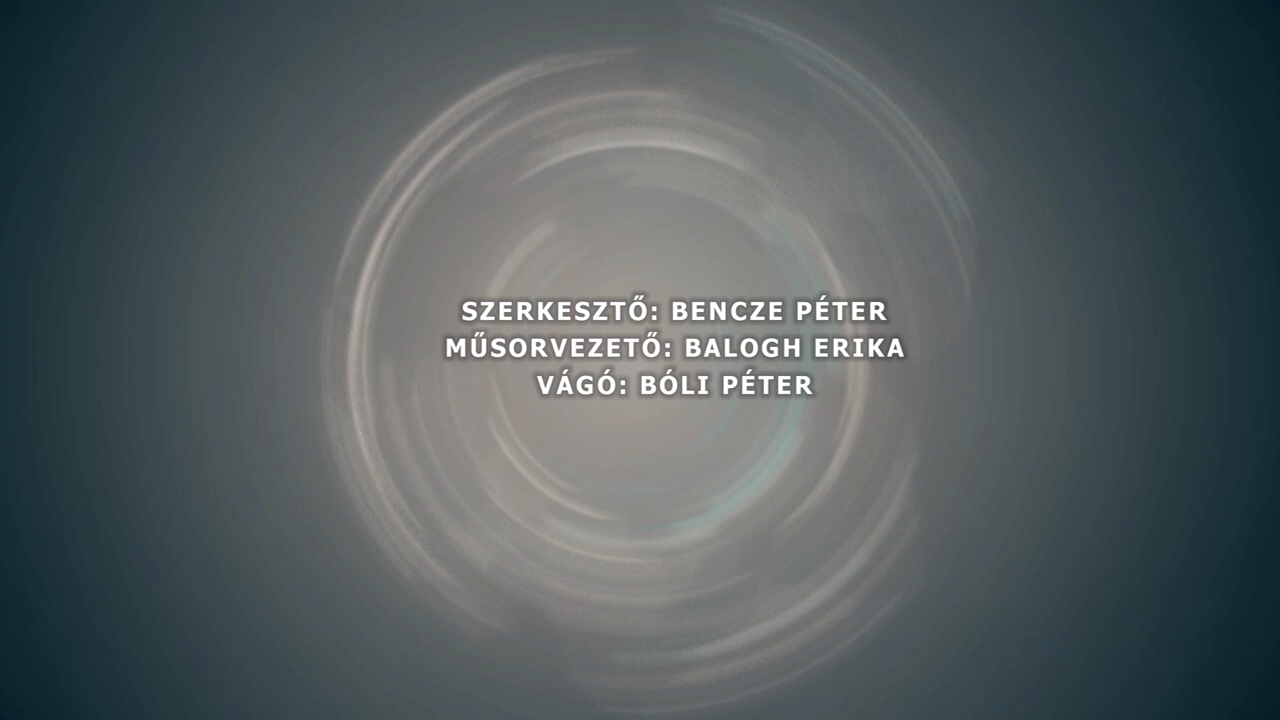 SZERKESZTŐ: BENCZE PÉTER
MŰSORVEZETŐ: BALOGH ERIKA
VÁGÓ: BÓLI PÉTER